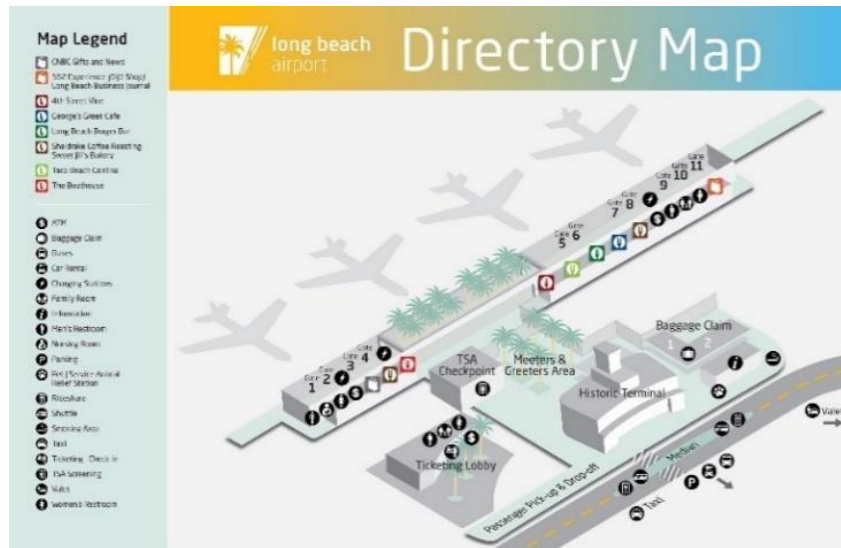 Map Legend
CNBC Gifts and News
562 Experience (Gift Shop)
Long Beach Business Journal
4th Street Vine
George's Greek Cafe
Long Beach Burger Bar
Sheldrake Coffee Roasting
Sweet Jill's Bakery
Taco Beach Cantina
The Boathouse
ATM
Baggage Claim
Buses
Car Rental
Charging Stations
Family Room
Information
Men's Restroom
Nursing Room
Parking
Pet / Service Animal
Relief Station
Rideshare
Shuttle
Smoking Area
Taxi
Ticketing - Check-in
TSA Screening
Valet
Women's Restroom
long beach
airport
Directory Map
Gate
11
Gate
10
Gate
9
Gate
8
Gate
7
Gate
6
Gate
5
Gate
4
Gate
3
Gate
2
Gate
1
Baggage Claim
1 2
TSA
Checkpoint
Meeters &
Greeters Area
Historic Terminal
Valet
Ticketing Lobby
Median
Passenger Pick-up & Drop-off
Taxi